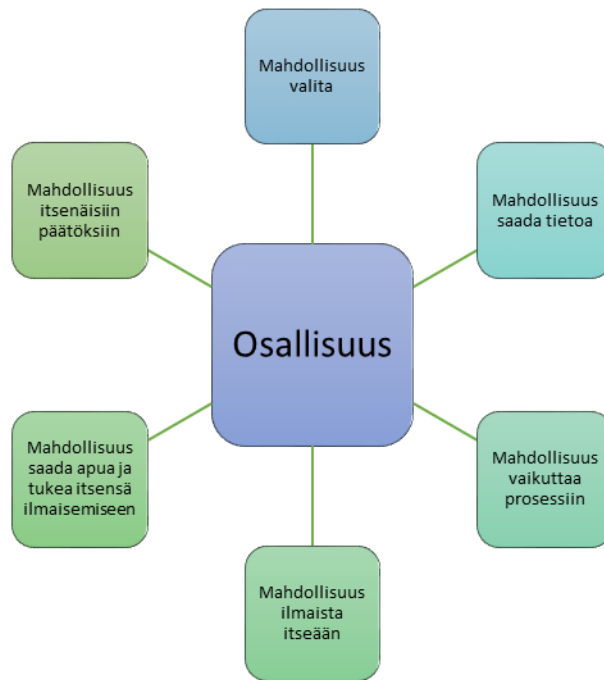 Mahdollisuus
valita
Mahdollisuus
itsenäisiin
päätöksiin
Mahdollisuus
saada tietoa
Osallisuus
Mahdollisuus
saada apua ja
tukea itsensä
ilmaisemiseen
Mahdollisuus
vaikuttaa
prosessiin
Mahdollisuus
ilmaista
itseään